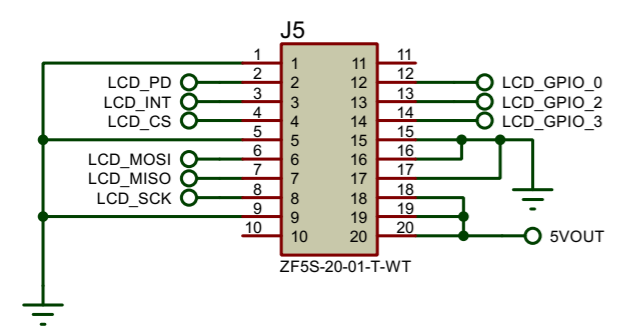 J5
1 1 11 11
LCD_PD 2 2 12 12 LCD_GPIO_0
LCD_INT 3 3 13 13 LCD_GPIO_2
LCD_CS 4 4 14 14 LCD_GPIO_3
5 5 15 15
LCD_MOSI 6 6 16 16
LCD_MISO 7 7 17 17
LCD_SCK 8 8 18 18
9 9 19 19
10 10 20 20 5VOUT
ZF5S-20-01-T-WT